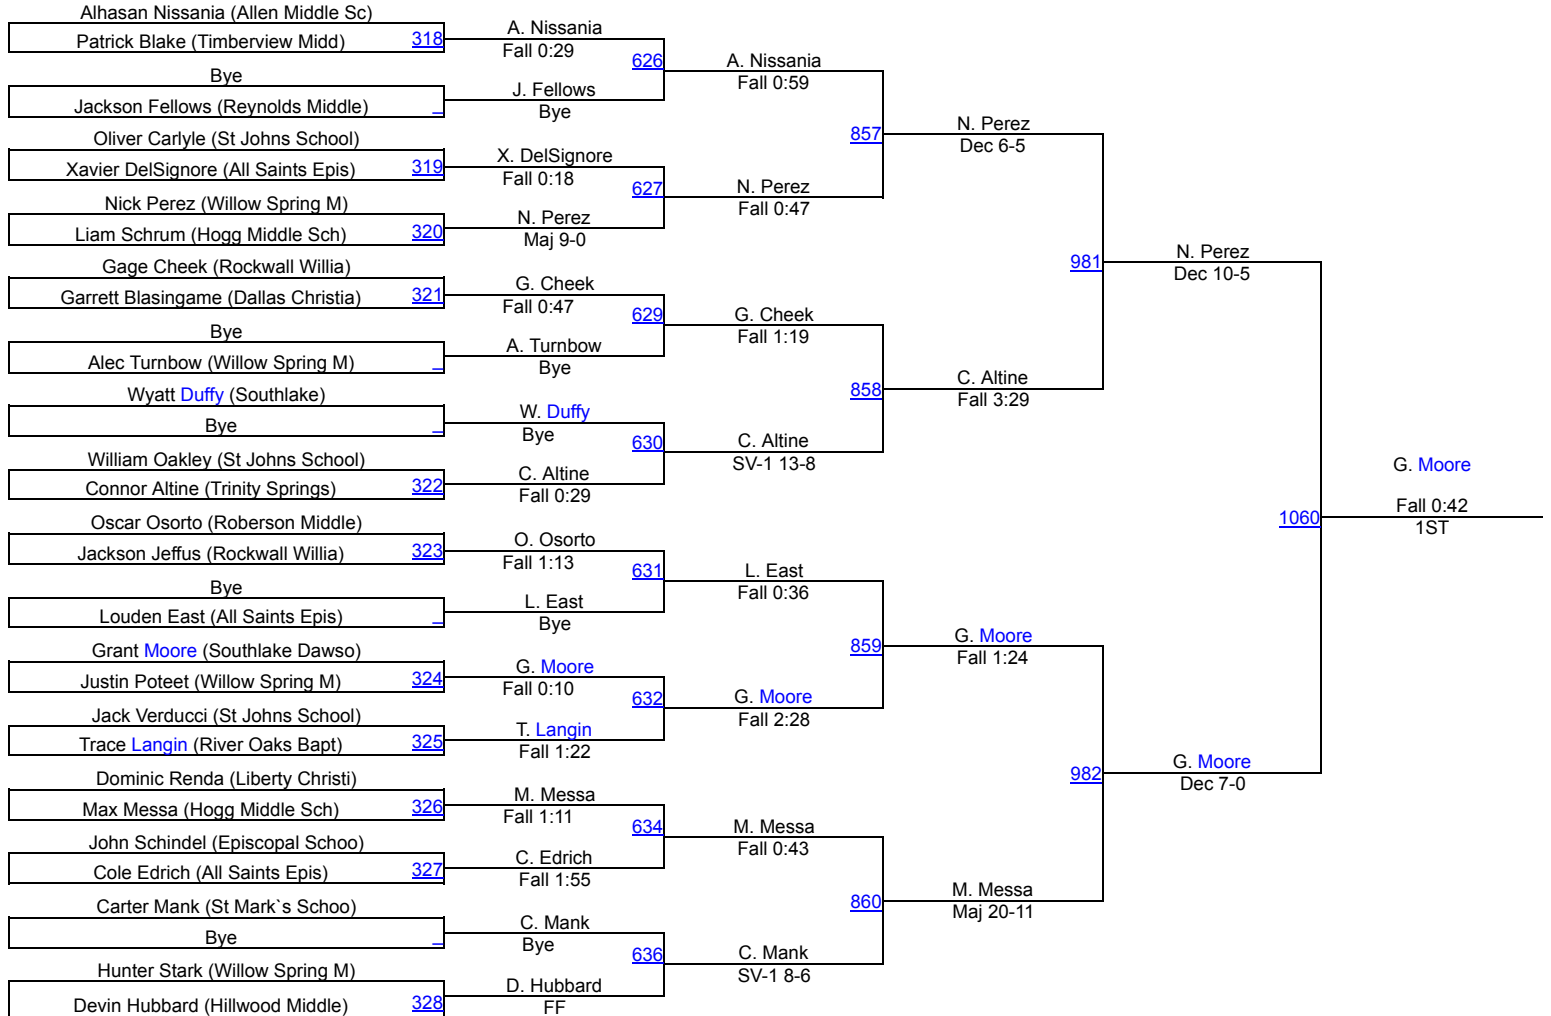 Alhasan Nissania (Allen Middle Sc)
Patrick Blake (Timberview Midd) 318
Bye
Jackson Fellows (Reynolds Middle)
Oliver Carlyle (St Johns School)
Xavier DelSignore (All Saints Epis) 319
Nick Perez (Willow Spring M)
Liam Schrum (Hogg Middle Sch) 320
Gage Cheek (Rockwall Willia)
Garrett Blasingame (Dallas Christia) 321
Bye
Alec Turnbow (Willow Spring M)
Wyatt Duffy (Southlake)
Bye
William Oakley (St Johns School)
Connor Altine (Trinity Springs) 322
Oscar Osorto (Roberson Middle)
Jackson Jeffus (Rockwall Willia) 323
Bye
Louden East (All Saints Epis)
Grant Moore (Southlake Dawso)
Justin Poteet (Willow Spring M) 324
Jack Verducci (St Johns School)
Trace Langin (River Oaks Bapt) 325
Dominic Renda (Liberty Christi)
Max Messa (Hogg Middle Sch) 326
John Schindel (Episcopal Schoo)
Cole Edrich (All Saints Epis) 327
Carter Mank (St Mark`s Schoo)
Bye
Hunter Stark (Willow Spring M)
Devin Hubbard (Hillwood Middle) 328
A. Nissania
Fall 0:29
626
J. Fellows
Bye
X. DelSignore
Fall 0:18
627
N. Perez
Maj 9-0
G. Cheek
Fall 0:47
629
A. Turnbow
Bye
W. Duffy
Bye
630
C. Altine
Fall 0:29
O. Osorto
Fall 1:13
631
L. East
Bye
G. Moore
Fall 0:10
632
T. Langin
Fall 1:22
M. Messa
Fall 1:11
634
C. Edrich
Fall 1:55
C. Mank
Bye
636
D. Hubbard
FF
A. Nissania
Fall 0:59
857
N. Perez
Fall 0:47
G. Cheek
Fall 1:19
858
C. Altine
SV-1 13-8
L. East
Fall 0:36
859
G. Moore
Fall 2:28
M. Messa
Fall 0:43
860
C. Mank
SV-1 8-6
N. Perez
Dec 6-5
981
C. Altine
Fall 3:29
G. Moore
Fall 1:24
982
M. Messa
Maj 20-11
N. Perez
Dec 10-5
1060
G. Moore
Dec 7-0
G. Moore
Fall 0:42
1ST